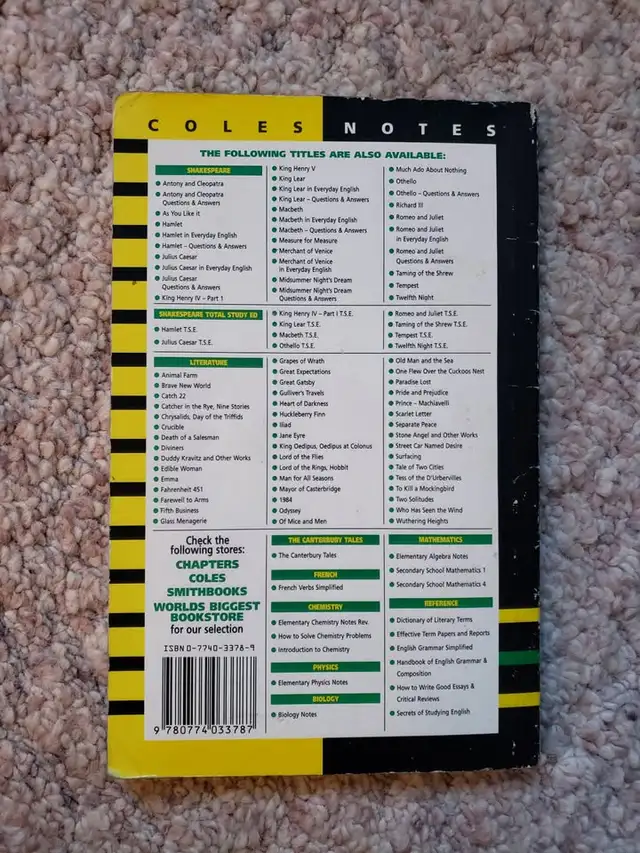 COLES NOTES
THE FOLLOWING TITLES ARE ALSO AVAILABLE:
SHAKESPEARE
Antony and Cleopatra
Antony and Cleopatra
Questions & Answers
As You Like it
Hamlet
Hamlet in Everyday English
Hamlet – Questions & Answers
Julius Caesar
Julius Caesar in Everyday English
Julius Caesar
Questions & Answers
King Henry IV – Part 1
King Henry V
King Lear
King Lear in Everyday English
King Lear – Questions & Answers
Macbeth
Macbeth in Everyday English
Macbeth – Questions & Answers
Measure for Measure
Merchant of Venice
Merchant of Venice
in Everyday English
Midsummer Night's Dream
Midsummer Night's Dream
Questions & Answers
Much Ado About Nothing
Othello
Othello – Questions & Answers
Richard III
Romeo and Juliet
Romeo and Juliet
in Everyday English
Romeo and Juliet
Questions & Answers
Taming of the Shrew
Tempest
Twelfth Night
SHAKESPEARE TOTAL STUDY ED
Hamlet T.S.E.
Julius Caesar T.S.E.
King Henry IV – Part I T.S.E.
King Lear T.S.E.
Macbeth T.S.E.
Othello T.S.E.
Romeo and Juliet T.S.E.
Taming of the Shrew T.S.E.
Tempest T.S.E.
Twelfth Night T.S.E.
LITERATURE
Animal Farm
Brave New World
Catch 22
Catcher in the Rye, Nine Stories
Chrysalids, Day of the Triffids
Crucible
Death of a Salesman
Diviners
Duddy Kravitz and Other Works
Edible Woman
Emma
Fahrenheit 451
Farewell to Arms
Fifth Business
Glass Menagerie
Grapes of Wrath
Great Expectations
Great Gatsby
Gulliver's Travels
Heart of Darkness
Huckleberry Finn
Iliad
Jane Eyre
King Oedipus, Oedipus at Colonus
Lord of the Flies
Lord of the Rings, Hobbit
Man for All Seasons
Mayor of Casterbridge
1984
Odyssey
Of Mice and Men
Old Man and the Sea
One Flew Over the Cuckoos Nest
Paradise Lost
Pride and Prejudice
Prince – Machiavelli
Scarlet Letter
Separate Peace
Stone Angel and Other Works
Street Car Named Desire
Surfacing
Tale of Two Cities
Tess of the D'Urbervilles
To Kill a Mockingbird
Two Solitudes
Who Has Seen the Wind
Wuthering Heights
Check the
following stores:
CHAPTERS
COLES
SMITHBOOKS
WORLDS BIGGEST
BOOKSTORE
for our selection
ISBN 0-7740-3378-9
9 780774 033787
THE CANTERBURY TALES
The Canterbury Tales
FRENCH
French Verbs Simplified
CHEMISTRY
Elementary Chemistry Notes Rev.
How to Solve Chemistry Problems
Introduction to Chemistry
PHYSICS
Elementary Physics Notes
BIOLOGY
Biology Notes
MATHEMATICS
Elementary Algebra Notes
Secondary School Mathematics 1
Secondary School Mathematics 4
REFERENCE
Dictionary of Literary Terms
Effective Term Papers and Reports
English Grammar Simplified
Handbook of English Grammar &
Composition
How to Write Good Essays &
Critical Reviews
Secrets of Studying English